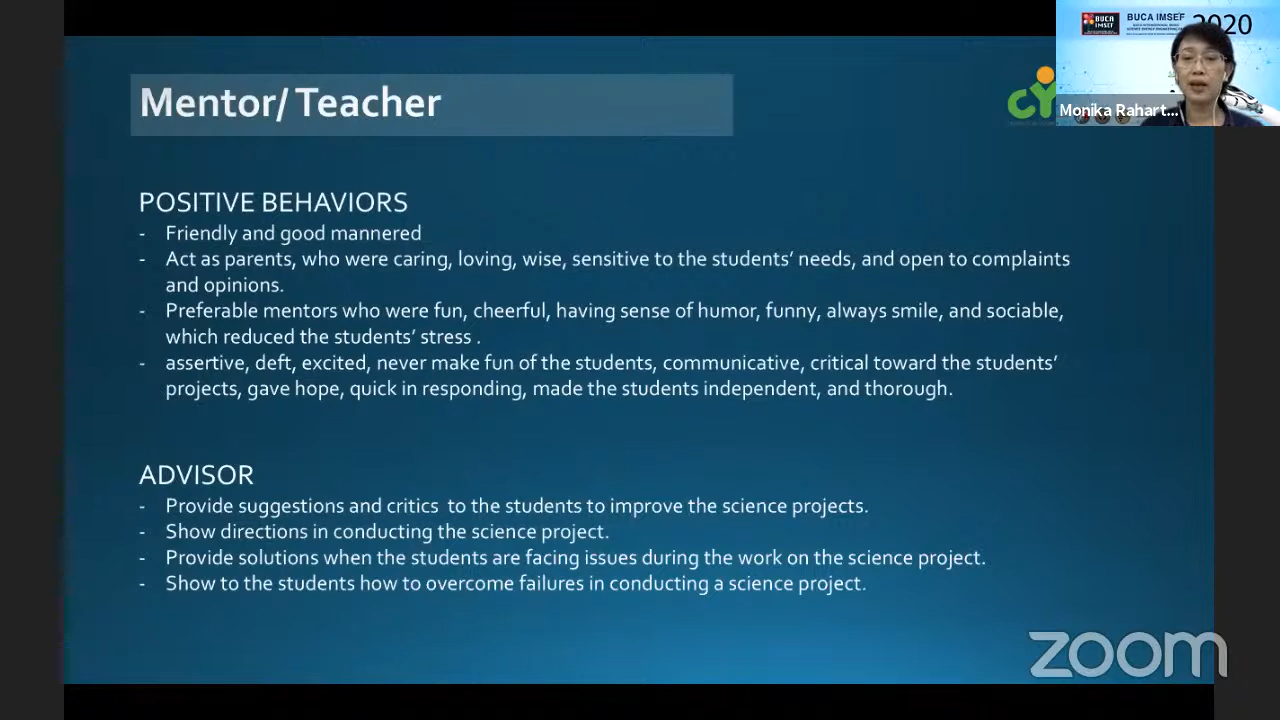 BUCA IMSEF
2020
BUCA
IMSEF
Monika Rahart...
Mentor/ Teacher
CY
POSITIVE BEHAVIORS
- Friendly and good mannered
- Act as parents, who were caring, loving, wise, sensitive to the students’ needs, and open to complaints
and opinions.
- Preferable mentors who were fun, cheerful, having sense of humor, funny, always smile, and sociable,
which reduced the students’ stress .
- assertive, deft, excited, never make fun of the students, communicative, critical toward the students’
projects, gave hope, quick in responding, made the students independent, and thorough.
ADVISOR
- Provide suggestions and critics  to the students to improve the science projects.
- Show directions in conducting the science project.
- Provide solutions when the students are facing issues during the work on the science project.
- Show to the students how to overcome failures in conducting a science project.
zoom